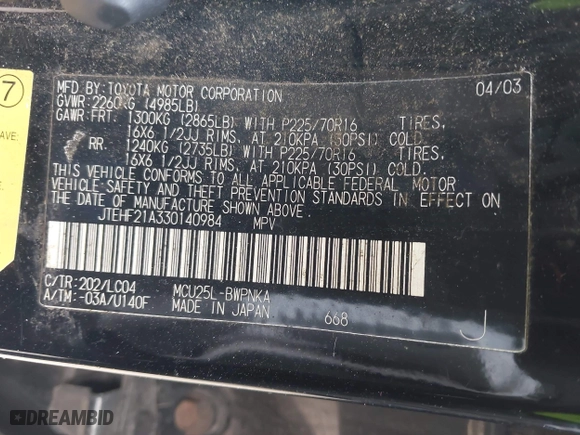 MFD. BY: TOYOTA MOTOR CORPORATION 04/03
GVWR: 2260KG (4985LB)
GAWR: FRT. 1300KG (2865LB) WITH P225/70R16 TIRES,
16X6 1/2JJ RIMS, AT 210KPA (30PSI) COLD
RR. 1240KG (2735LB) WITH P225/70R16 TIRES,
16X6 1/2JJ RIMS, AT 210KPA (30PSI) COLD.
THIS VEHICLE CONFORMS TO ALL APPLICABLE FEDERAL MOTOR
VEHICLE SAFETY AND THEFT PREVENTION STANDARDS IN EFFECT ON
THE DATE OF MANUFACTURE SHOWN ABOVE.
JTEHF21A330140984 MPV
C/TR: 202/LC04 MCU25L-BWPNKA
A/TM: -03A/U140F MADE IN JAPAN 668 J
7
AVE:
DREAMBID